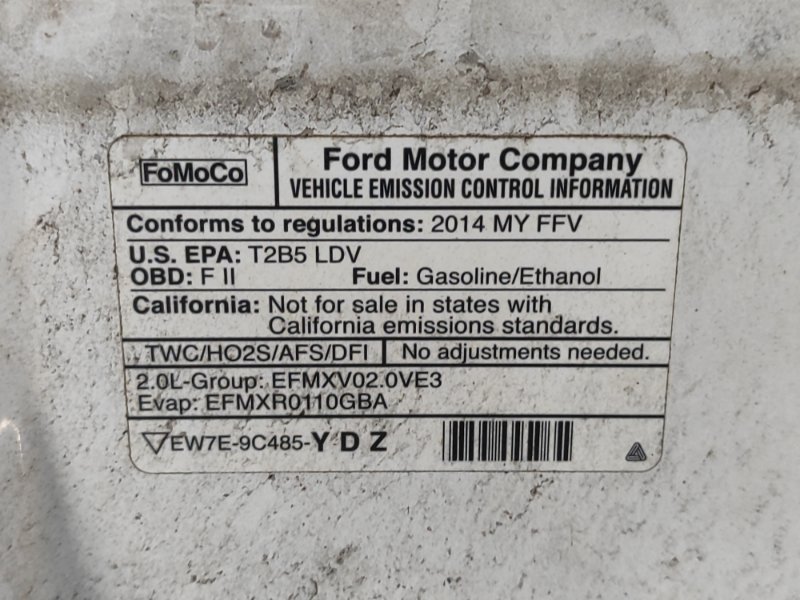 FoMoCo
Ford Motor Company
VEHICLE EMISSION CONTROL INFORMATION
Conforms to regulations: 2014 MY FFV
U.S. EPA: T2B5 LDV
OBD: F II Fuel: Gasoline/Ethanol
California: Not for sale in states with
California emissions standards.
TWC/HO2S/AFS/DFI No adjustments needed.
2.0L-Group: EFMXV02.0VE3
Evap: EFMXR0110GBA
EW7E-9C485-YDZ